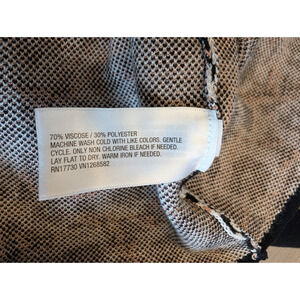 70% VISCOSE / 30% POLYESTER
MACHINE WASH COLD WITH LIKE COLORS. GENTLE
CYCLE. ONLY NON CHLORINE BLEACH IF NEEDED.
LAY FLAT TO DRY. WARM IRON IF NEEDED.
RN17730 VN1268582